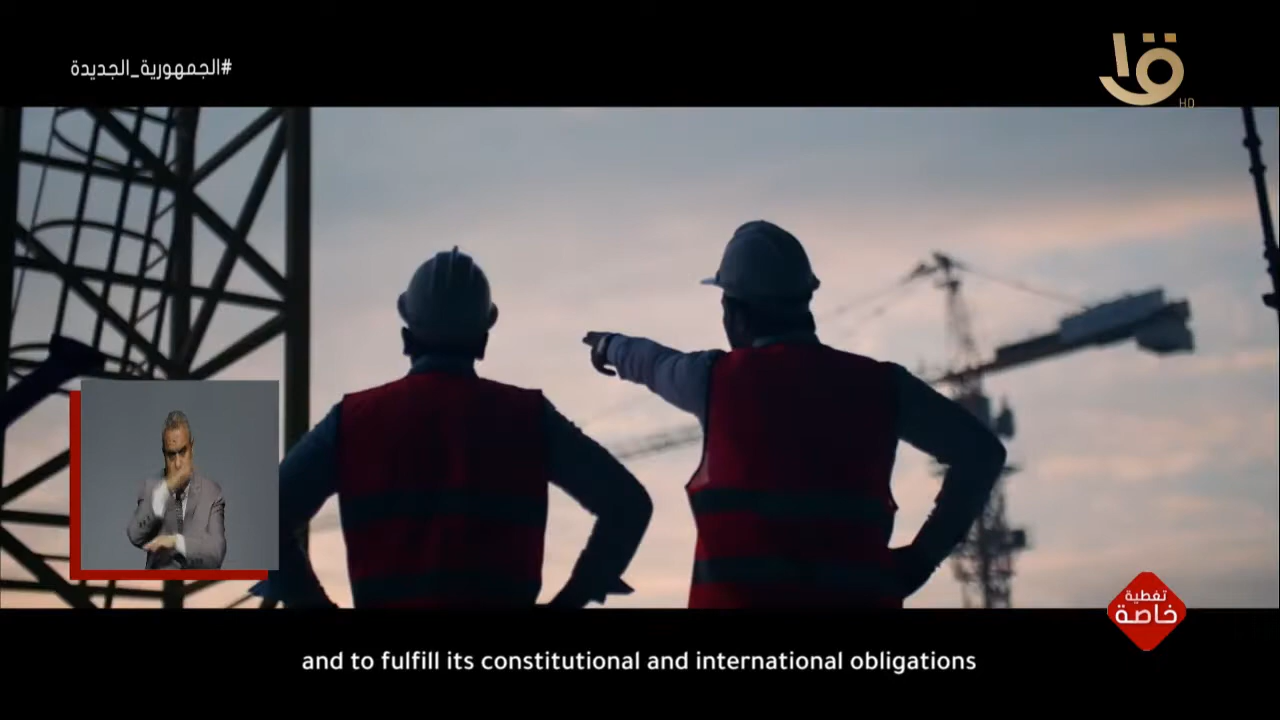 #الجمهورية_الجديدة
HD
تغطية
خاصة
and to fulfill its constitutional and international obligations